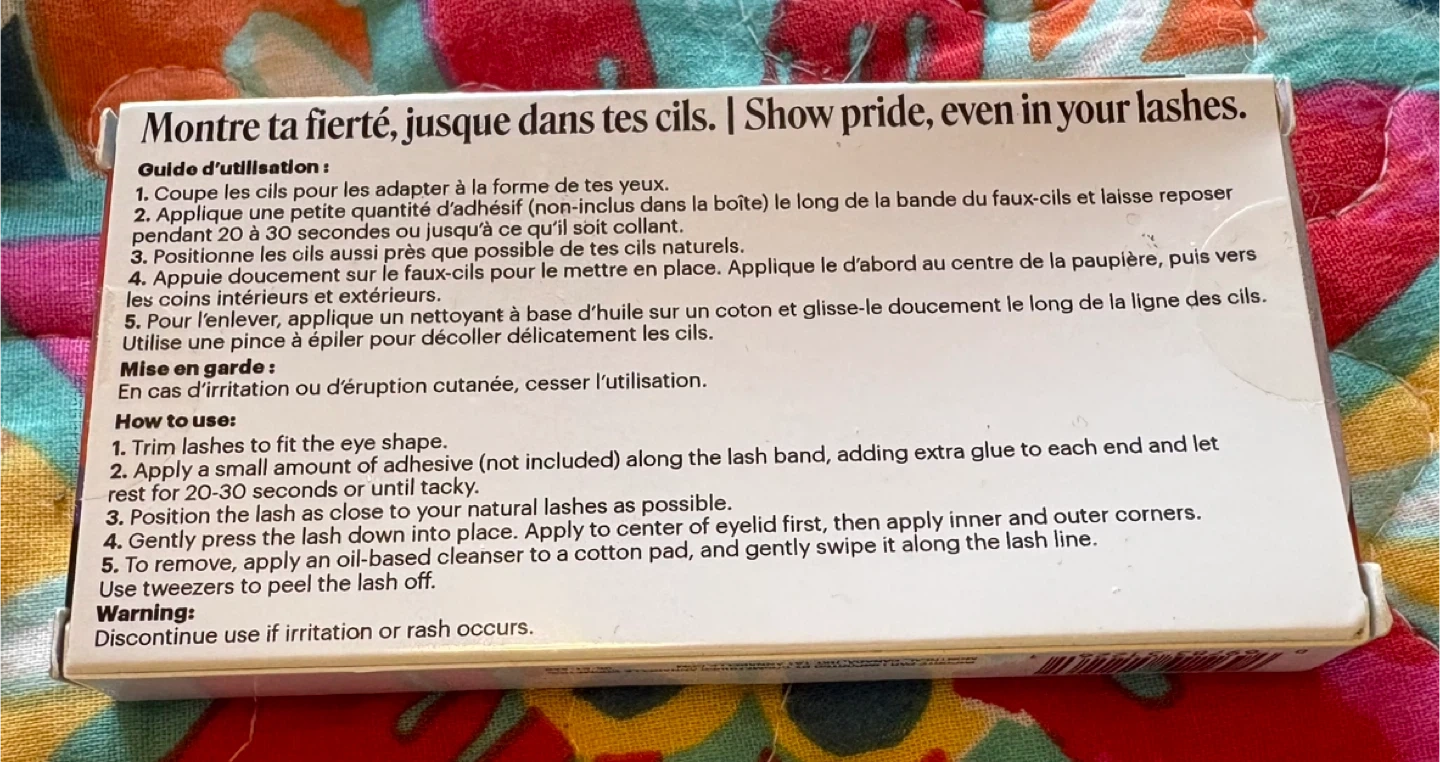 Montre ta fierté, jusque dans tes cils. | Show pride, even in your lashes.
Guide d'utilisation :
1. Coupe les cils pour les adapter à la forme de tes yeux.
2. Applique une petite quantité d'adhésif (non-inclus dans la boîte) le long de la bande du faux-cils et laisse reposer
pendant 20 à 30 secondes ou jusqu'à ce qu'il soit collant.
3. Positionne les cils aussi près que possible de tes cils naturels.
4. Appuie doucement sur le faux-cils pour le mettre en place. Applique le d'abord au centre de la paupière, puis vers
les coins intérieurs et extérieurs.
5. Pour l'enlever, applique un nettoyant à base d'huile sur un coton et glisse-le doucement le long de la ligne des cils.
Utilise une pince à épiler pour décoller délicatement les cils.
Mise en garde :
En cas d'irritation ou d'éruption cutanée, cesser l'utilisation.
How to use:
1. Trim lashes to fit the eye shape.
2. Apply a small amount of adhesive (not included) along the lash band, adding extra glue to each end and let
rest for 20-30 seconds or until tacky.
3. Position the lash as close to your natural lashes as possible.
4. Gently press the lash down into place. Apply to center of eyelid first, then apply inner and outer corners.
5. To remove, apply an oil-based cleanser to a cotton pad, and gently swipe it along the lash line.
Use tweezers to peel the lash off.
Warning:
Discontinue use if irritation or rash occurs.